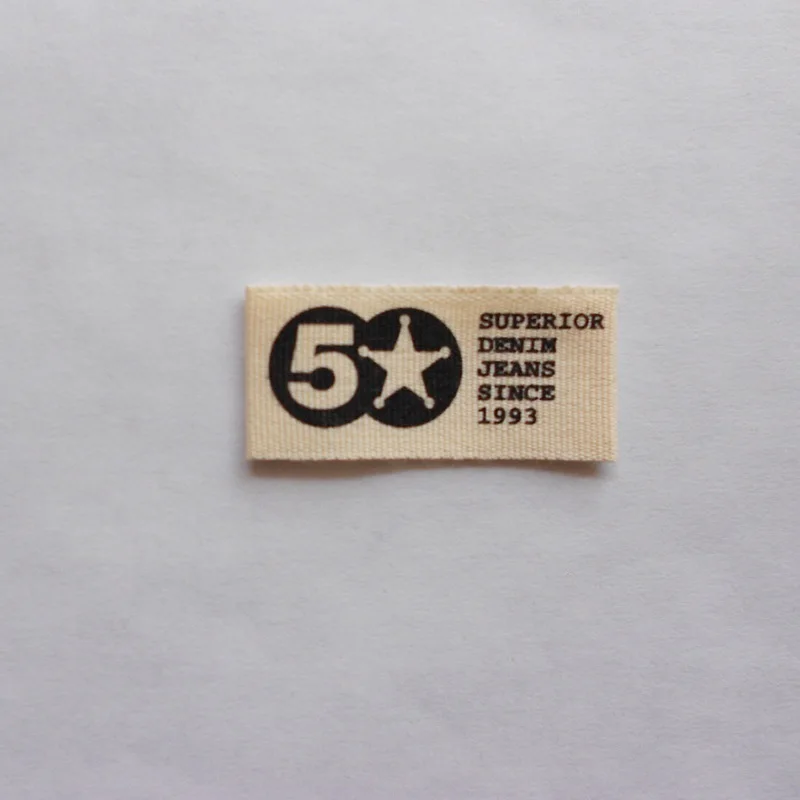 5
SUPERIOR
DENIM
JEANS
SINCE
1993